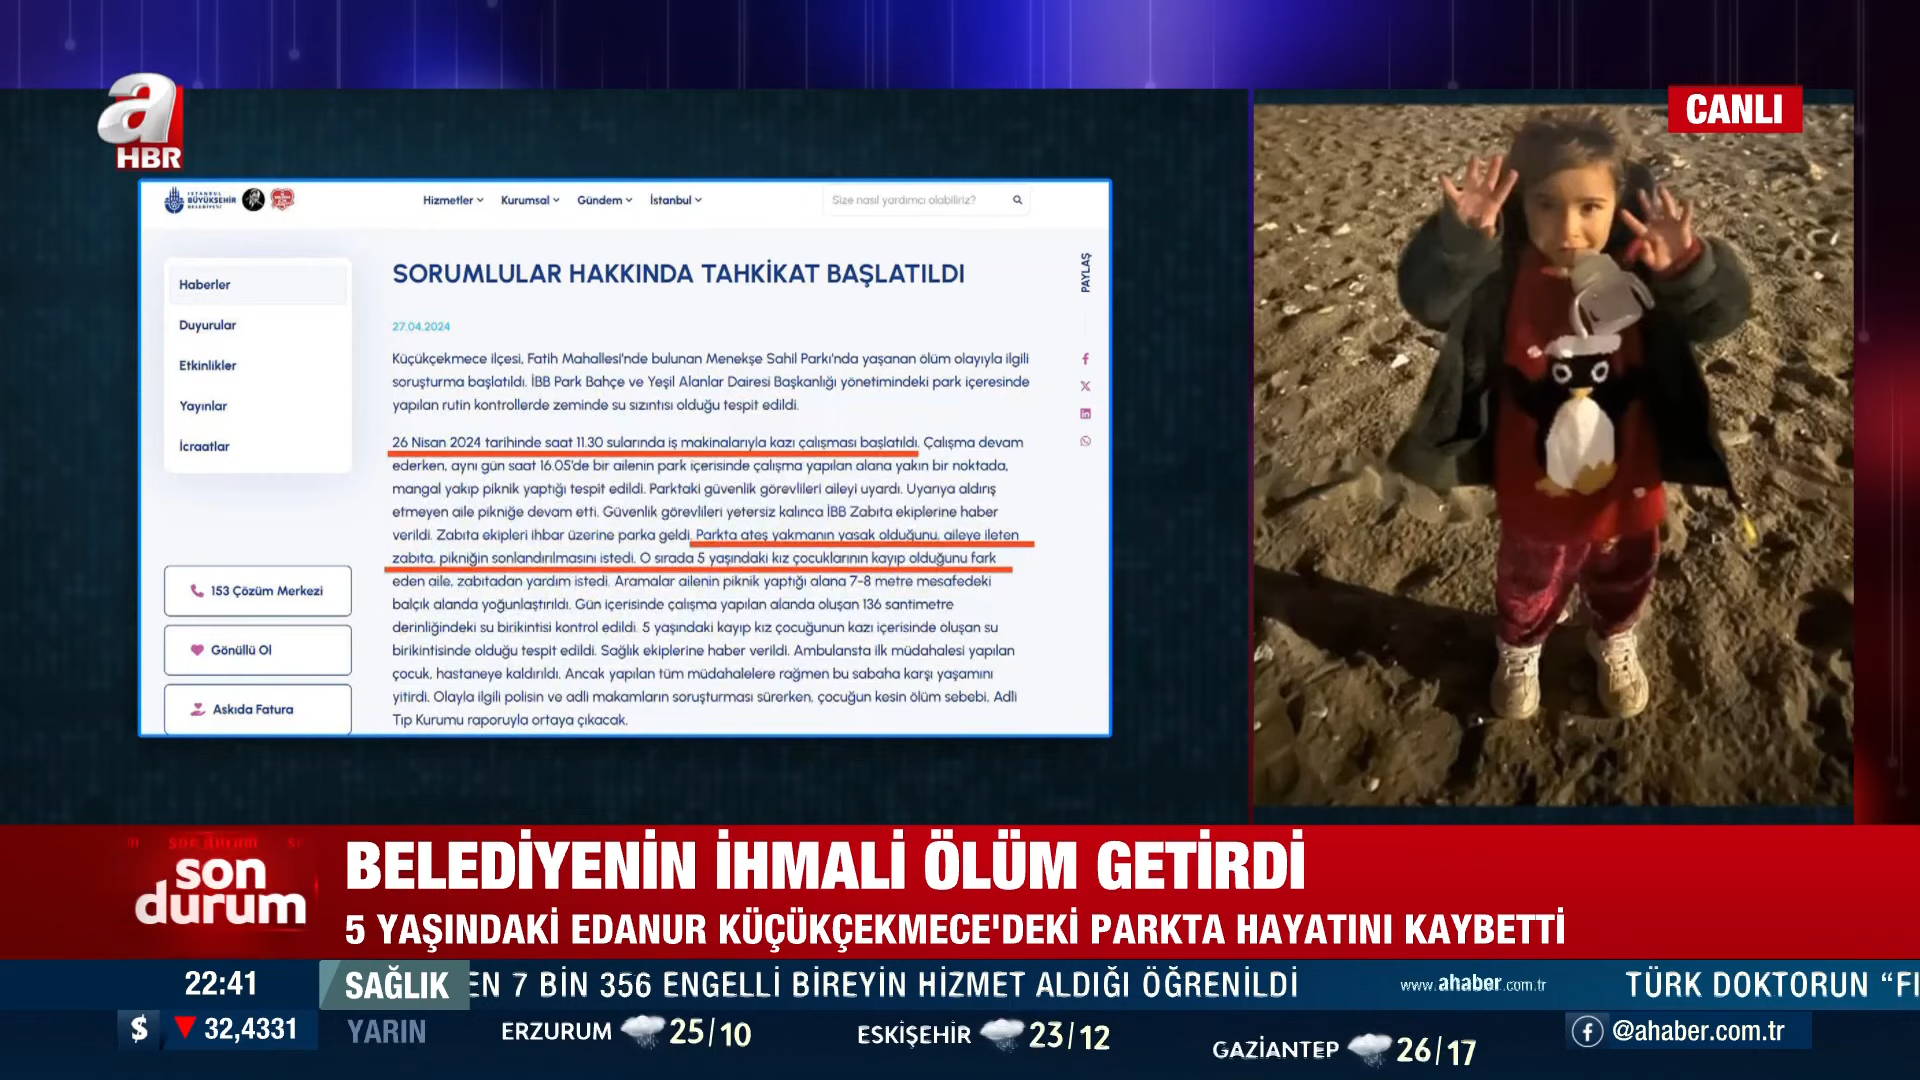 a
HBR
CANLI
İSTANBUL
BÜYÜKŞEHİR
BELEDİYESİ
Hizmetler
Kurumsal
Gündem
İstanbul
Size nasıl yardımcı olabiliriz?
Haberler
Duyurular
Etkinlikler
Yayınlar
İcraatlar
153 Çözüm Merkezi
Gönüllü Ol
Askıda Fatura
SORUMLULAR HAKKINDA TAHKİKAT BAŞLATILDI
PAYLAŞ
27.04.2024
Küçükçekmece ilçesi, Fatih Mahallesi'nde bulunan Menekşe Sahil Parkı'nda yaşanan ölüm olayıyla ilgili
soruşturma başlatıldı. İBB Park Bahçe ve Yeşil Alanlar Dairesi Başkanlığı yönetimindeki park içeresinde
yapılan rutin kontrollerde zeminde su sızıntısı olduğu tespit edildi.
26 Nisan 2024 tarihinde saat 11.30 sularında iş makinalarıyla kazı çalışması başlatıldı. Çalışma devam
ederken, aynı gün saat 16.05'de bir ailenin park içerisinde çalışma yapılan alana yakın bir noktada,
mangal yakıp piknik yaptığı tespit edildi. Parktaki güvenlik görevlileri aileyi uyardı. Uyarıya aldırış
etmeyen aile pikniğe devam etti. Güvenlik görevlileri yetersiz kalınca İBB Zabıta ekiplerine haber
verildi. Zabıta ekipleri ihbar üzerine parka geldi. Parkta ateş yakmanın yasak olduğunu, aileye ileten
zabıta, pikniğin sonlandırılmasını istedi. O sırada 5 yaşındaki kız çocuklarının kayıp olduğunu fark
eden aile, zabıtadan yardım istedi. Aramalar ailenin piknik yaptığı alana 7-8 metre mesafedeki
balçık alanda yoğunlaştırıldı. Gün içerisinde çalışma yapılan alanda oluşan 136 santimetre
derinliğindeki su birikintisi kontrol edildi. 5 yaşındaki kayıp kız çocuğunun kazı içerisinde oluşan su
birikintisinde olduğu tespit edildi. Sağlık ekiplerine haber verildi. Ambulansta ilk müdahalesi yapılan
çocuk, hastaneye kaldırıldı. Ancak yapılan tüm müdahalelere rağmen bu sabaha karşı yaşamını
yitirdi. Olayla ilgili polisin ve adli makamların soruşturması sürerken, çocuğun kesin ölüm sebebi, Adli
Tıp Kurumu raporuyla ortaya çıkacak.
son durum
son
durum
BELEDİYENİN İHMALİ ÖLÜM GETİRDİ
5 YAŞINDAKİ EDANUR KÜÇÜKÇEKMECE'DEKİ PARKTA HAYATINI KAYBETTİ
22:41
SAĞLIK
EN 7 BİN 356 ENGELLİ BİREYİN HİZMET ALDIĞI ÖĞRENİLDİ
www.ahaber.com.tr
TÜRK DOKTORUN “Fİ
$ 32,4331
YARIN
ERZURUM 25/10
ESKİŞEHİR 23/12
GAZİANTEP 26/17
@ahaber.com.tr